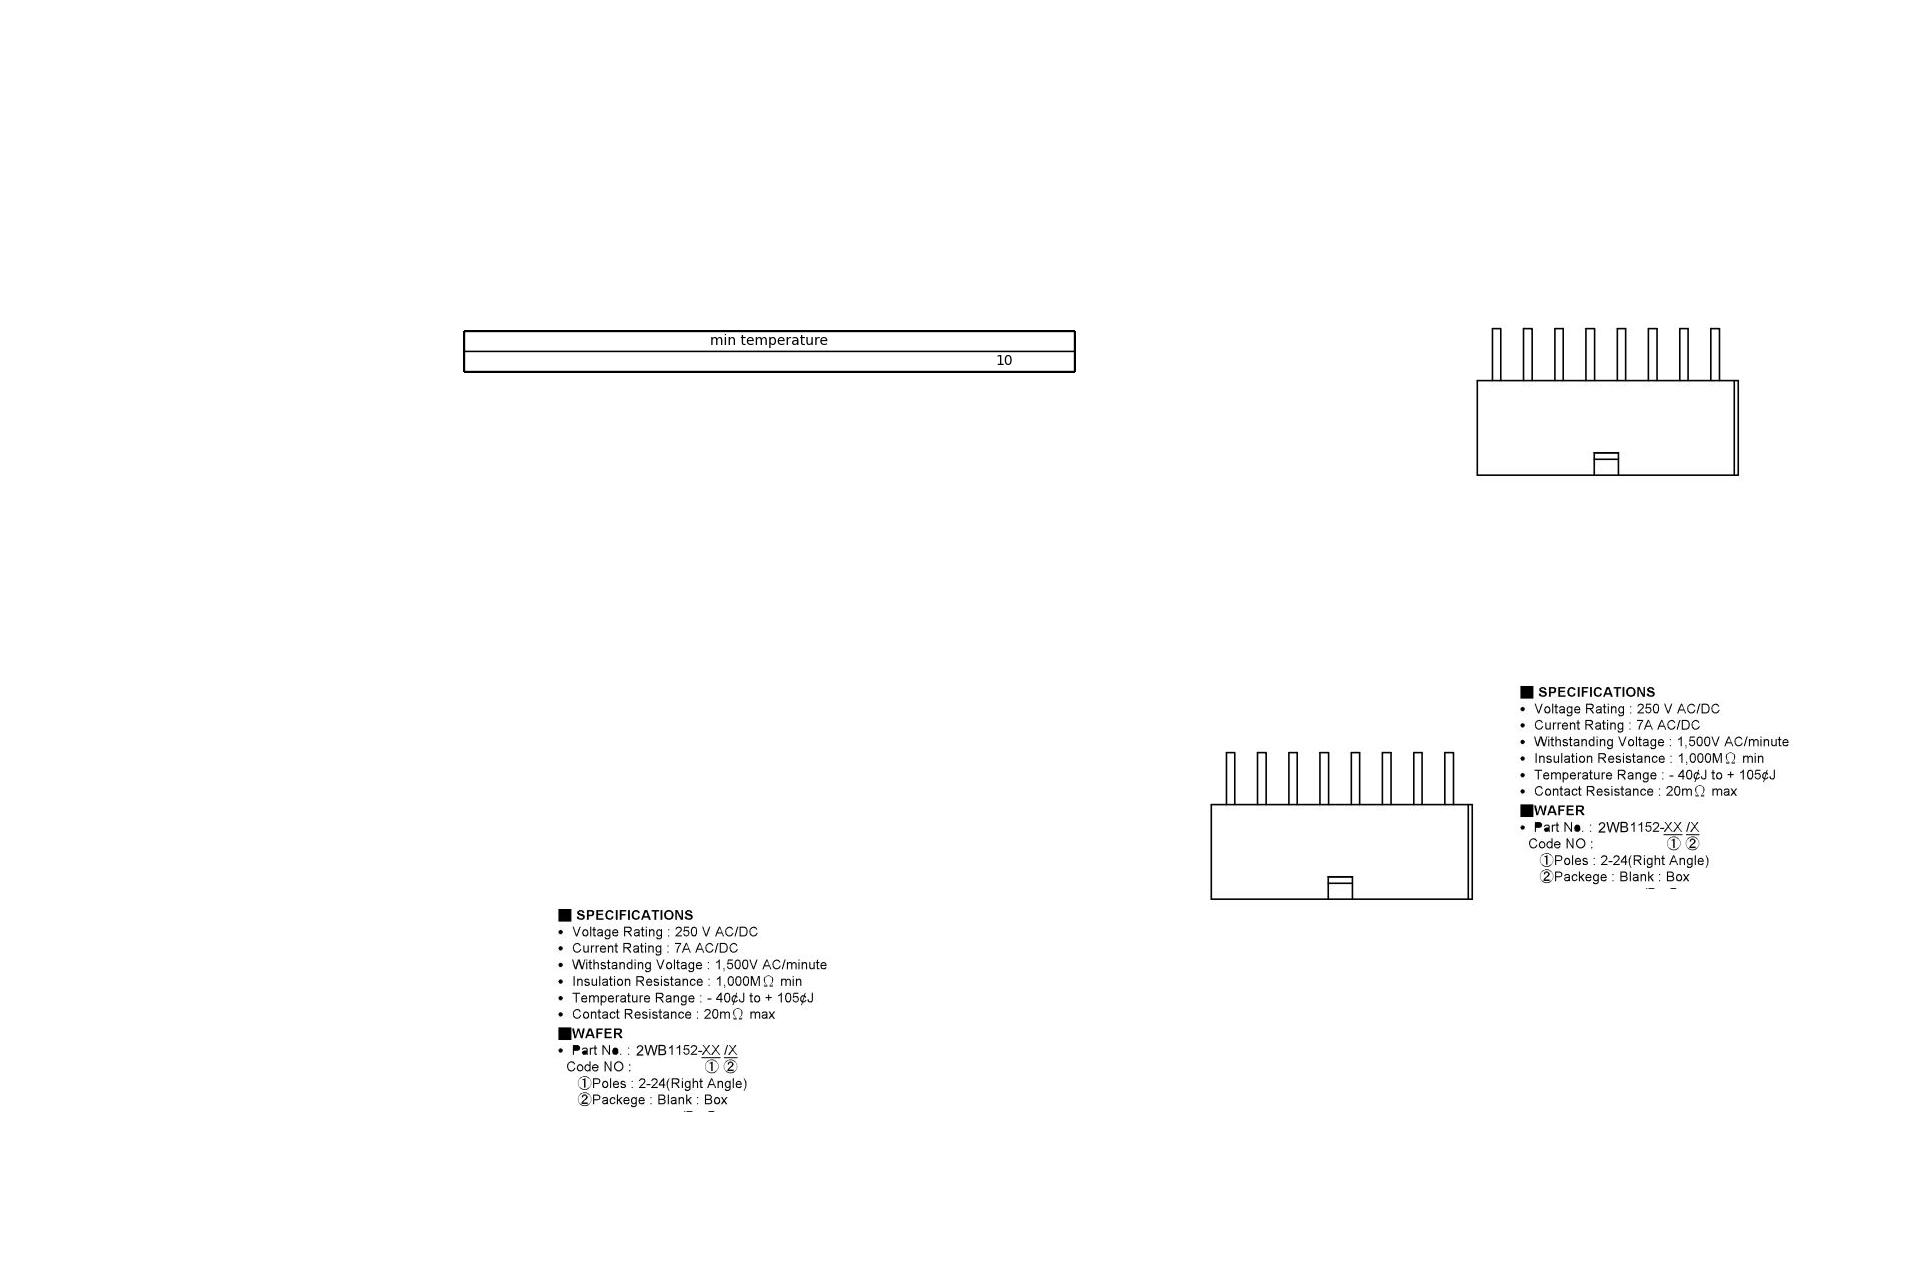 min temperature
10
■ SPECIFICATIONS
• Voltage Rating : 250 V AC/DC
• Current Rating : 7A AC/DC
• Withstanding Voltage : 1,500V AC/minute
• Insulation Resistance : 1,000MΩ min
• Temperature Range : - 40¢J to + 105¢J
• Contact Resistance : 20mΩ max
■WAFER
• Part No. : 2WB1152-XX /X
Code NO : ① ②
①Poles : 2-24(Right Angle)
②Packege : Blank : Box
■ SPECIFICATIONS
• Voltage Rating : 250 V AC/DC
• Current Rating : 7A AC/DC
• Withstanding Voltage : 1,500V AC/minute
• Insulation Resistance : 1,000MΩ min
• Temperature Range : - 40¢J to + 105¢J
• Contact Resistance : 20mΩ max
■WAFER
• Part No. : 2WB1152-XX /X
Code NO : ① ②
①Poles : 2-24(Right Angle)
②Packege : Blank : Box